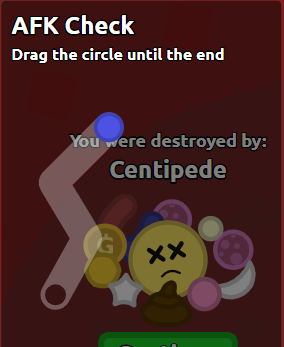 AFK Check
Drag the circle until the end
You were destroyed by:
Centipede
G